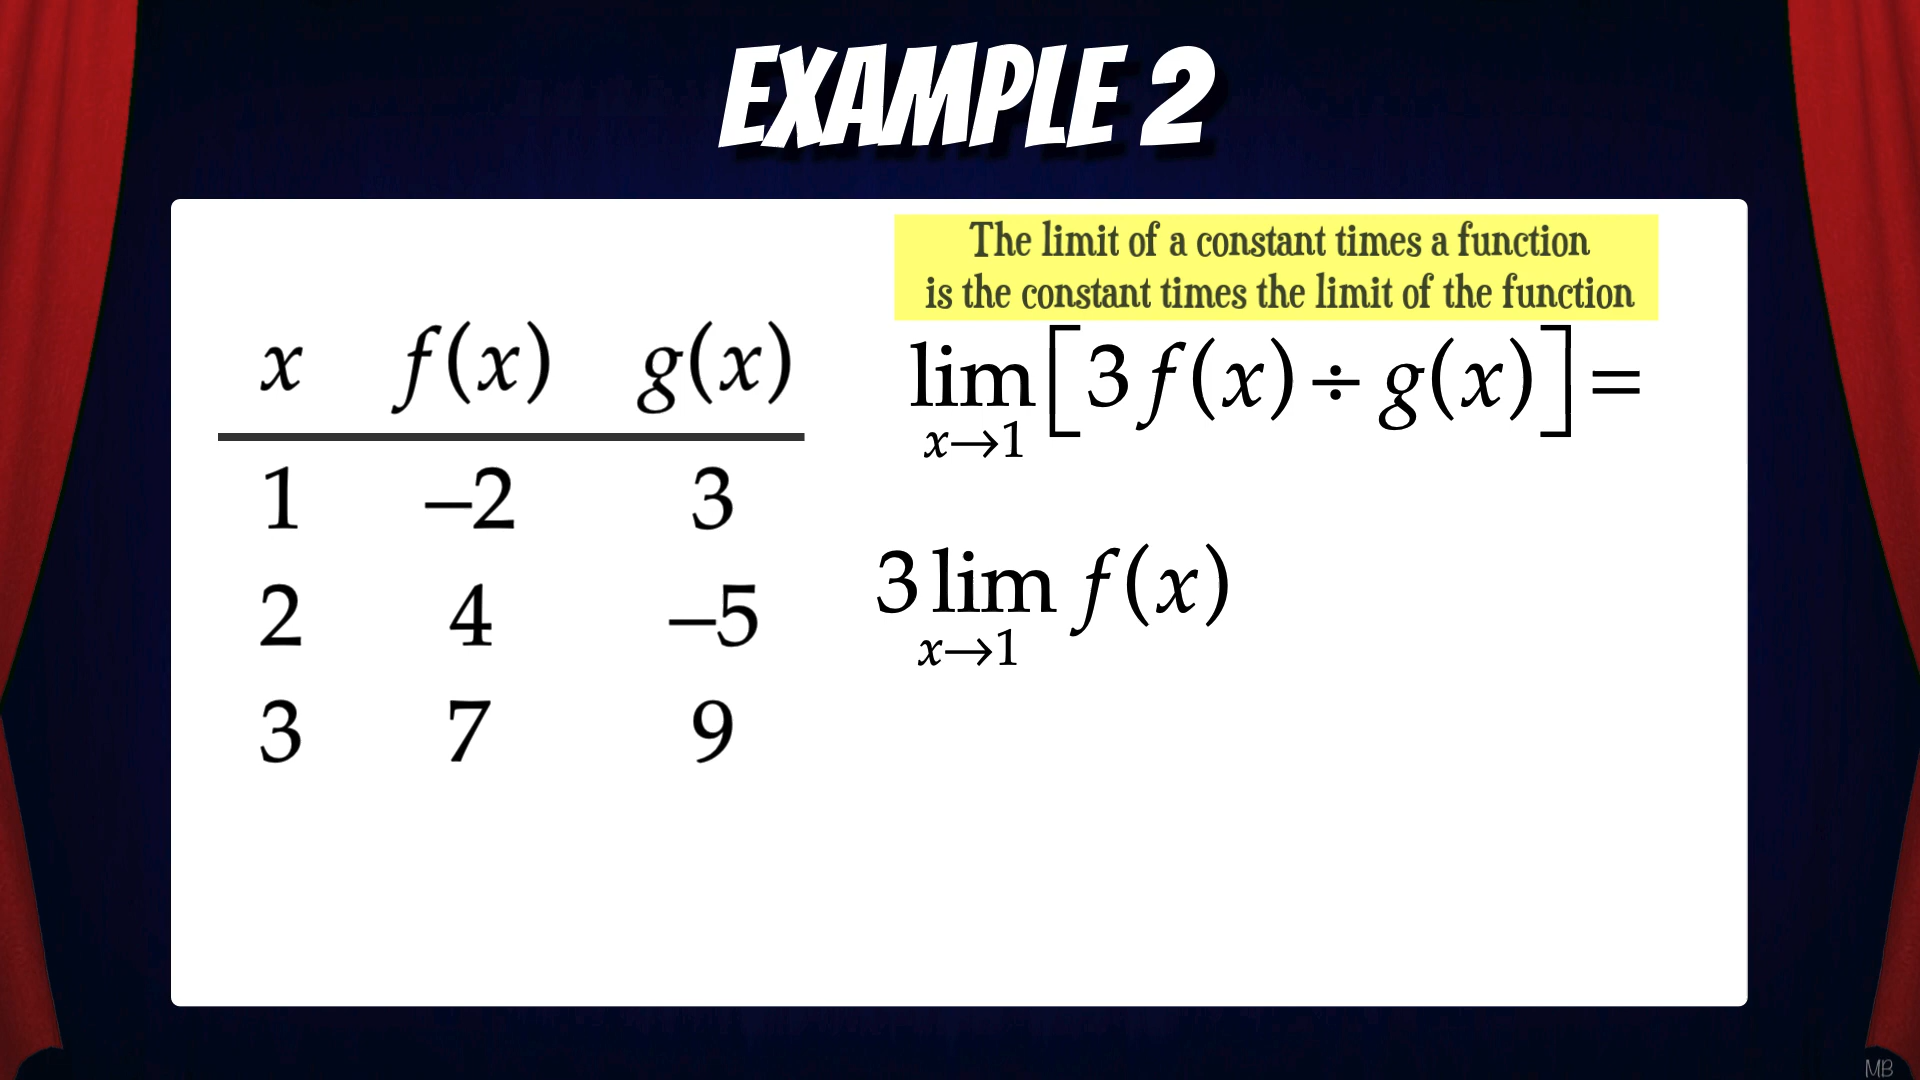 EXAMPLE 2
The limit of a constant times a function
is the constant times the limit of the function
x f(x) g(x)
1 –2 3
2 4 –5
3 7 9
lim [3 f(x) ÷ g(x)] =
x→1
3 lim f(x)
x→1
MB